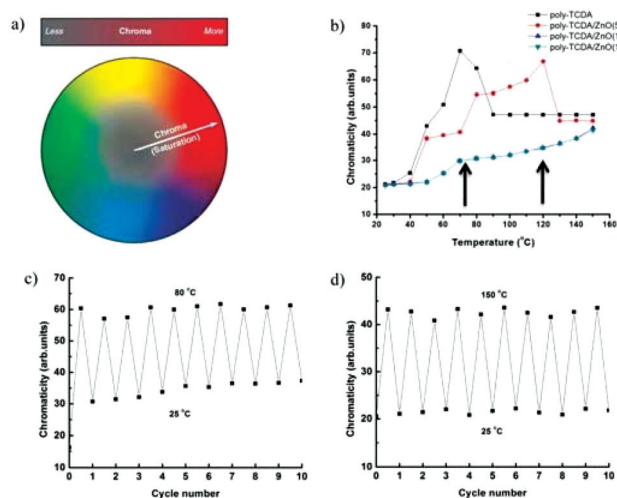 a)
Less Chroma More
Chroma
(Saturation)
b)
poly-TCDA
poly-TCDA/ZnO(5
poly-TCDA/ZnO(1
poly-TCDA/ZnO(1
Chromaticity (arb.units)
80
70
60
50
40
30
20
10
20 40 60 80 100 120 140 160
Temperature (°C)
c)
Chromaticity (arb.units)
70
60
50
40
30
20
10
80 °C
25 °C
0 1 2 3 4 5 6 7 8 9 10
Cycle number
d)
Chromaticity (arb.units)
50
40
30
20
10
150 °C
25 °C
0 1 2 3 4 5 6 7 8 9 10
Cycle number